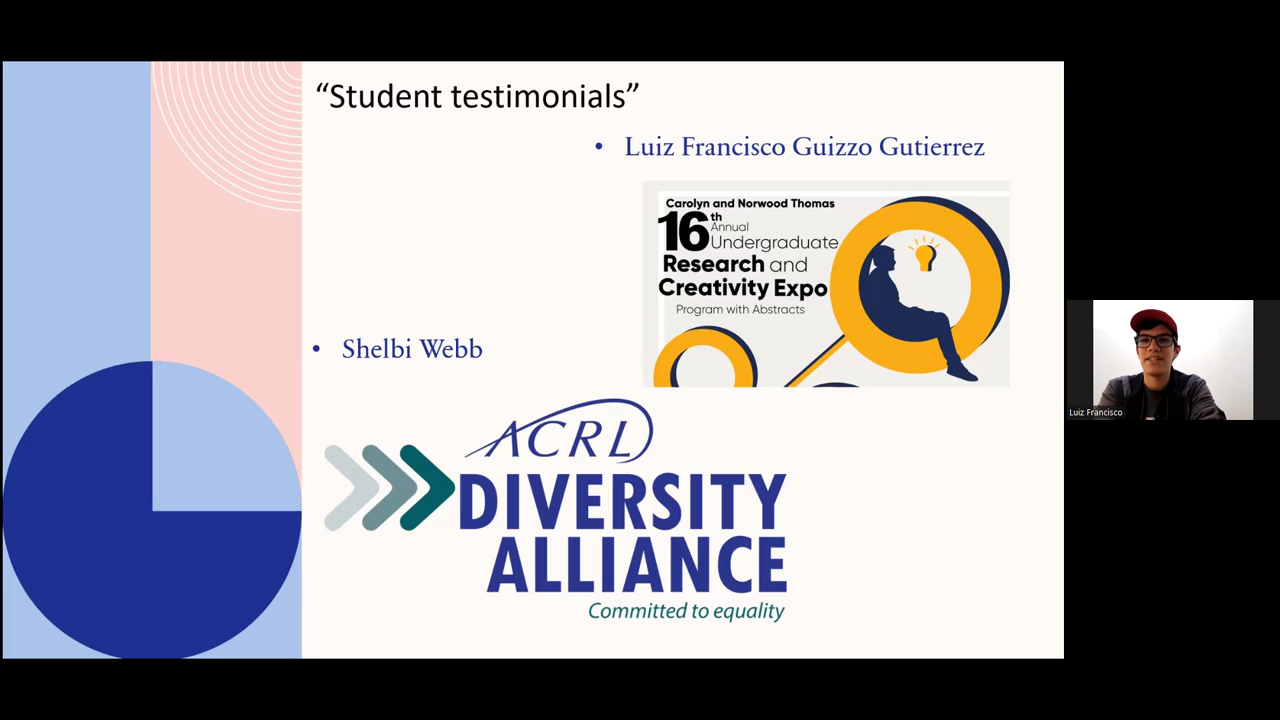 “Student testimonials”
• Luiz Francisco Guizzo Gutierrez
Carolyn and Norwood Thomas
16th Annual
Undergraduate
Research and
Creativity Expo
Program with Abstracts
• Shelbi Webb
ACRL
DIVERSITY
ALLIANCE
Committed to equality
Luiz Francisco